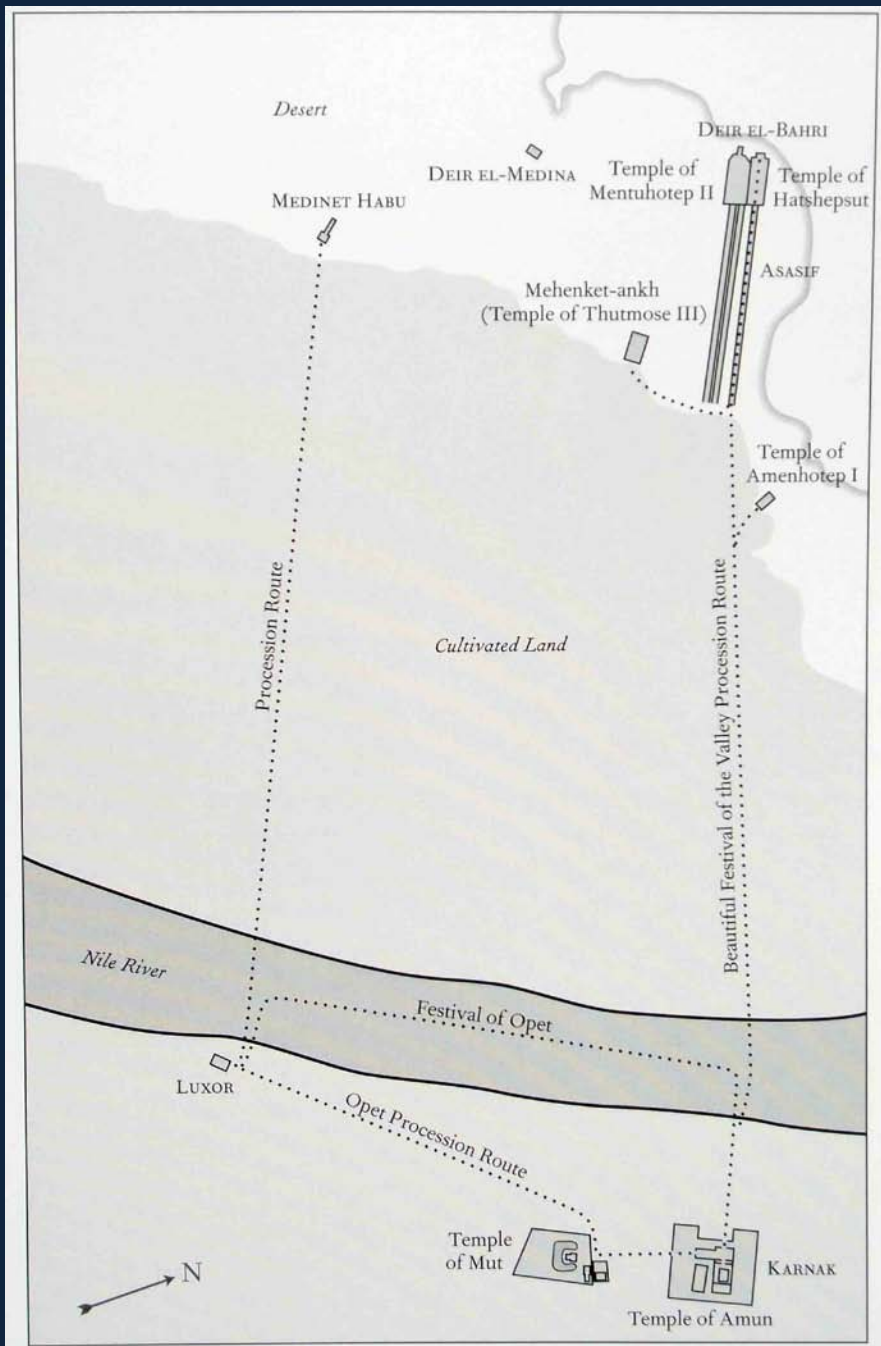 Desert
DEIR EL-BAHRI
DEIR EL-MEDINA
Temple of
Mentuhotep II
Temple of
Hatshepsut
MEDINET HABU
ASASIF
Mehenket-ankh
(Temple of Thutmose III)
Temple of
Amenhotep I
Procession Route
Cultivated Land
Beautiful Festival of the Valley Procession Route
Nile River
Festival of Opet
LUXOR
Opet Procession Route
Temple
of Mut
N
KARNAK
Temple of Amun